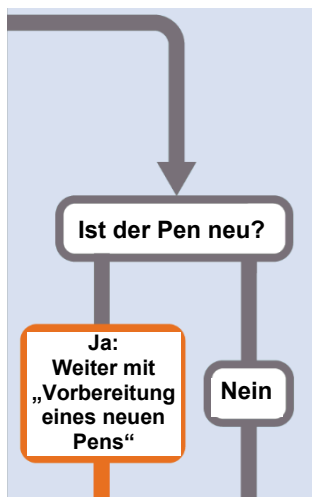 Ist der Pen neu?
Ja:
Weiter mit
„Vorbereitung
eines neuen
Pens“
Nein